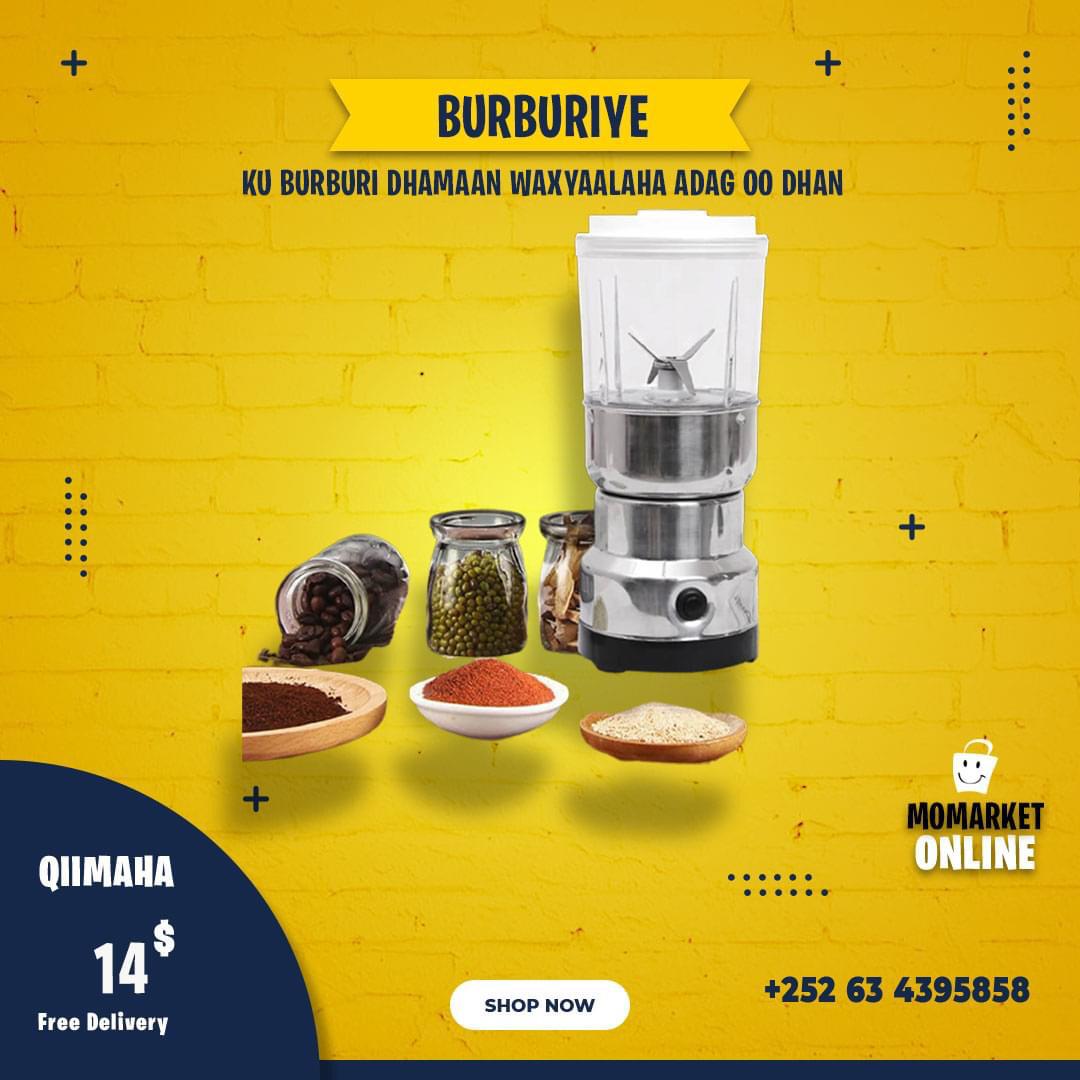 BURBURIYE
KU BURBURI DHAMAAN WAXYAALAHA ADAG OO DHAN
MOMARKET
ONLINE
QIIMAHA
14$
Free Delivery
SHOP NOW
+252 63 4395858